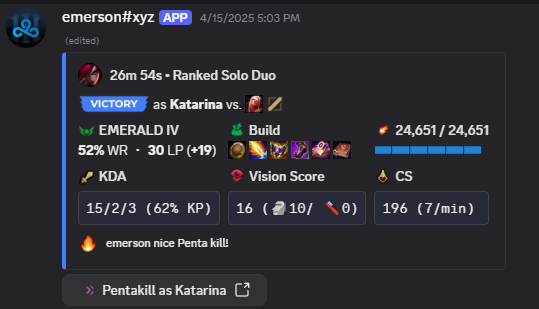 emerson#xyz APP 4/15/2025 5:03 PM
(edited)
26m 54s • Ranked Solo Duo
VICTORY as Katarina vs.
EMERALD IV Build 24,651 / 24,651
52% WR · 30 LP (+19)
KDA Vision Score CS
15/2/3 (62% KP) 16 (10/ 0) 196 (7/min)
emerson nice Penta kill!
Pentakill as Katarina